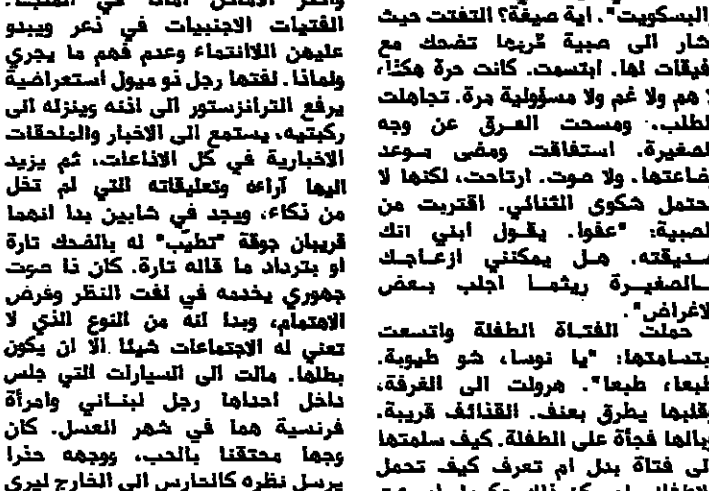 البسكويت". اية صيغة؟ التفتت حيث
شار الى صبية قربها تضحك مع
فيقات لها. ابتسمت. كانت حرة هكذا،
لا هم ولا غم ولا مسؤولية مرة. تجاهلت
لطلب، ومسحت العرق عن وجه
لصغيرة. استفاقت ومضى موعد
ضاعتها. ولا صوت. ارتاحت، لكنها لا
حتمل شكوى الثنائي. اقتربت من
لصبية: "عفوا. يقول ابني انك
صديقته. هل يمكنني ازعاجك
بالصغيرة ريثما اجلب بعض
لاغراض".
حملت الفتاة الطفلة واتسعت
بتسامتها: "يا نوسا، شو طيوبة.
طبعا، طبعا". هرولت الى الغرفة،
وقلبها يطرق بعنف. القذائف قريبة.
وبالها فجأة على الطفلة. كيف سلمتها
لى فتاة بدل ام تعرف كيف تحمل
الفتيات الاجنبيات في ذعر ويبدو
عليهن اللاانتماء وعدم فهم ما يجري
ولماذا. لفتها رجل ذو ميول استعراضية
يرفع الترانزستور الى اذنه وينزله الى
ركبتيه، يستمع الى الاخبار والملحقات
الاخبارية في كل الاذاعات، ثم يزيد
اليها آراءه وتعليقاته التي لم تخل
من ذكاء، ويجد في شابين بدا انهما
قريبان جوقة "تطيّب" له بالضحك تارة
او بترداد ما قاله تارة. كان ذا صوت
جهوري يخدمه في لفت النظر وفرض
الاهتمام، وبدا انه من النوع الذي لا
تعني له الاجتماعات شيئا الا ان يكون
بطلها. مالت الى السيارات التي جلس
داخل احداها رجل لبناني وامرأة
فرنسية هما في شهر العسل. كان
وجها محتقنا بالحب، ووجهه حذرا
يرسل نظره كالحارس الى الخارج ليرى